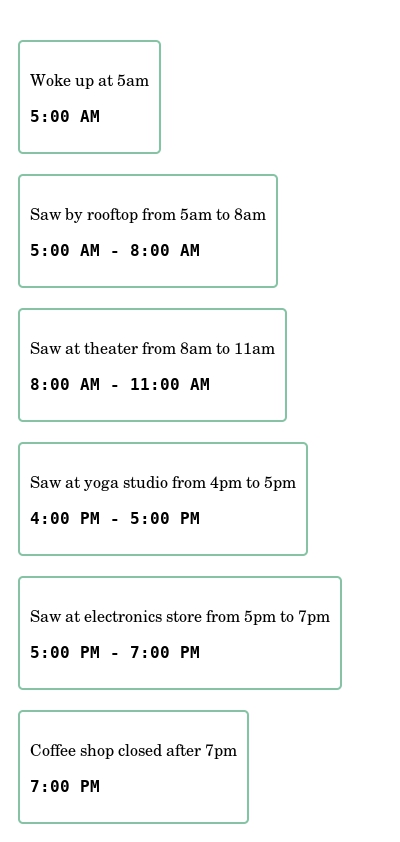 Woke up at 5am
5:00 AM
Saw by rooftop from 5am to 8am
5:00 AM - 8:00 AM
Saw at theater from 8am to 11am
8:00 AM - 11:00 AM
Saw at yoga studio from 4pm to 5pm
4:00 PM - 5:00 PM
Saw at electronics store from 5pm to 7pm
5:00 PM - 7:00 PM
Coffee shop closed after 7pm
7:00 PM